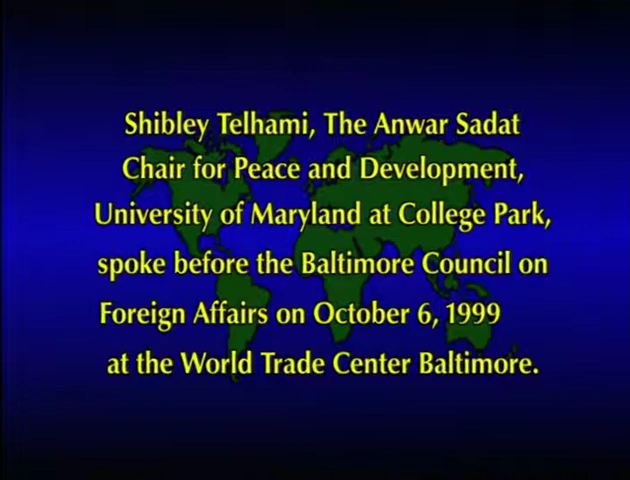 Shibley Telhami, The Anwar Sadat
Chair for Peace and Development,
University of Maryland at College Park,
spoke before the Baltimore Council on
Foreign Affairs on October 6, 1999
at the World Trade Center Baltimore.